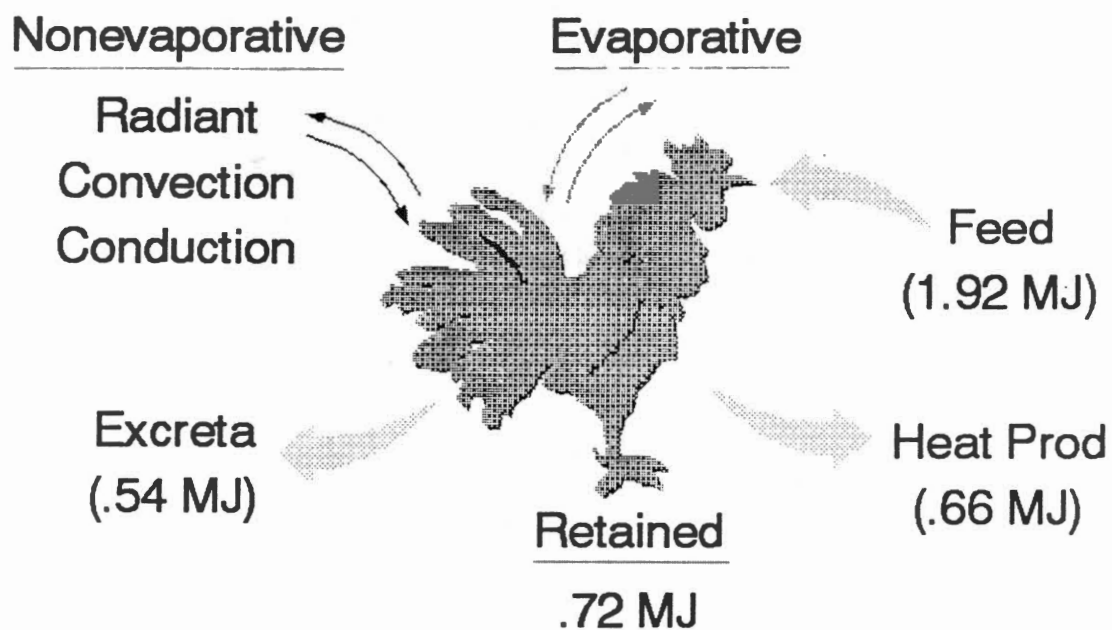 Nonevaporative
Radiant
Convection
Conduction
Evaporative
Feed
(1.92 MJ)
Excreta
(.54 MJ)
Heat Prod
(.66 MJ)
Retained
.72 MJ